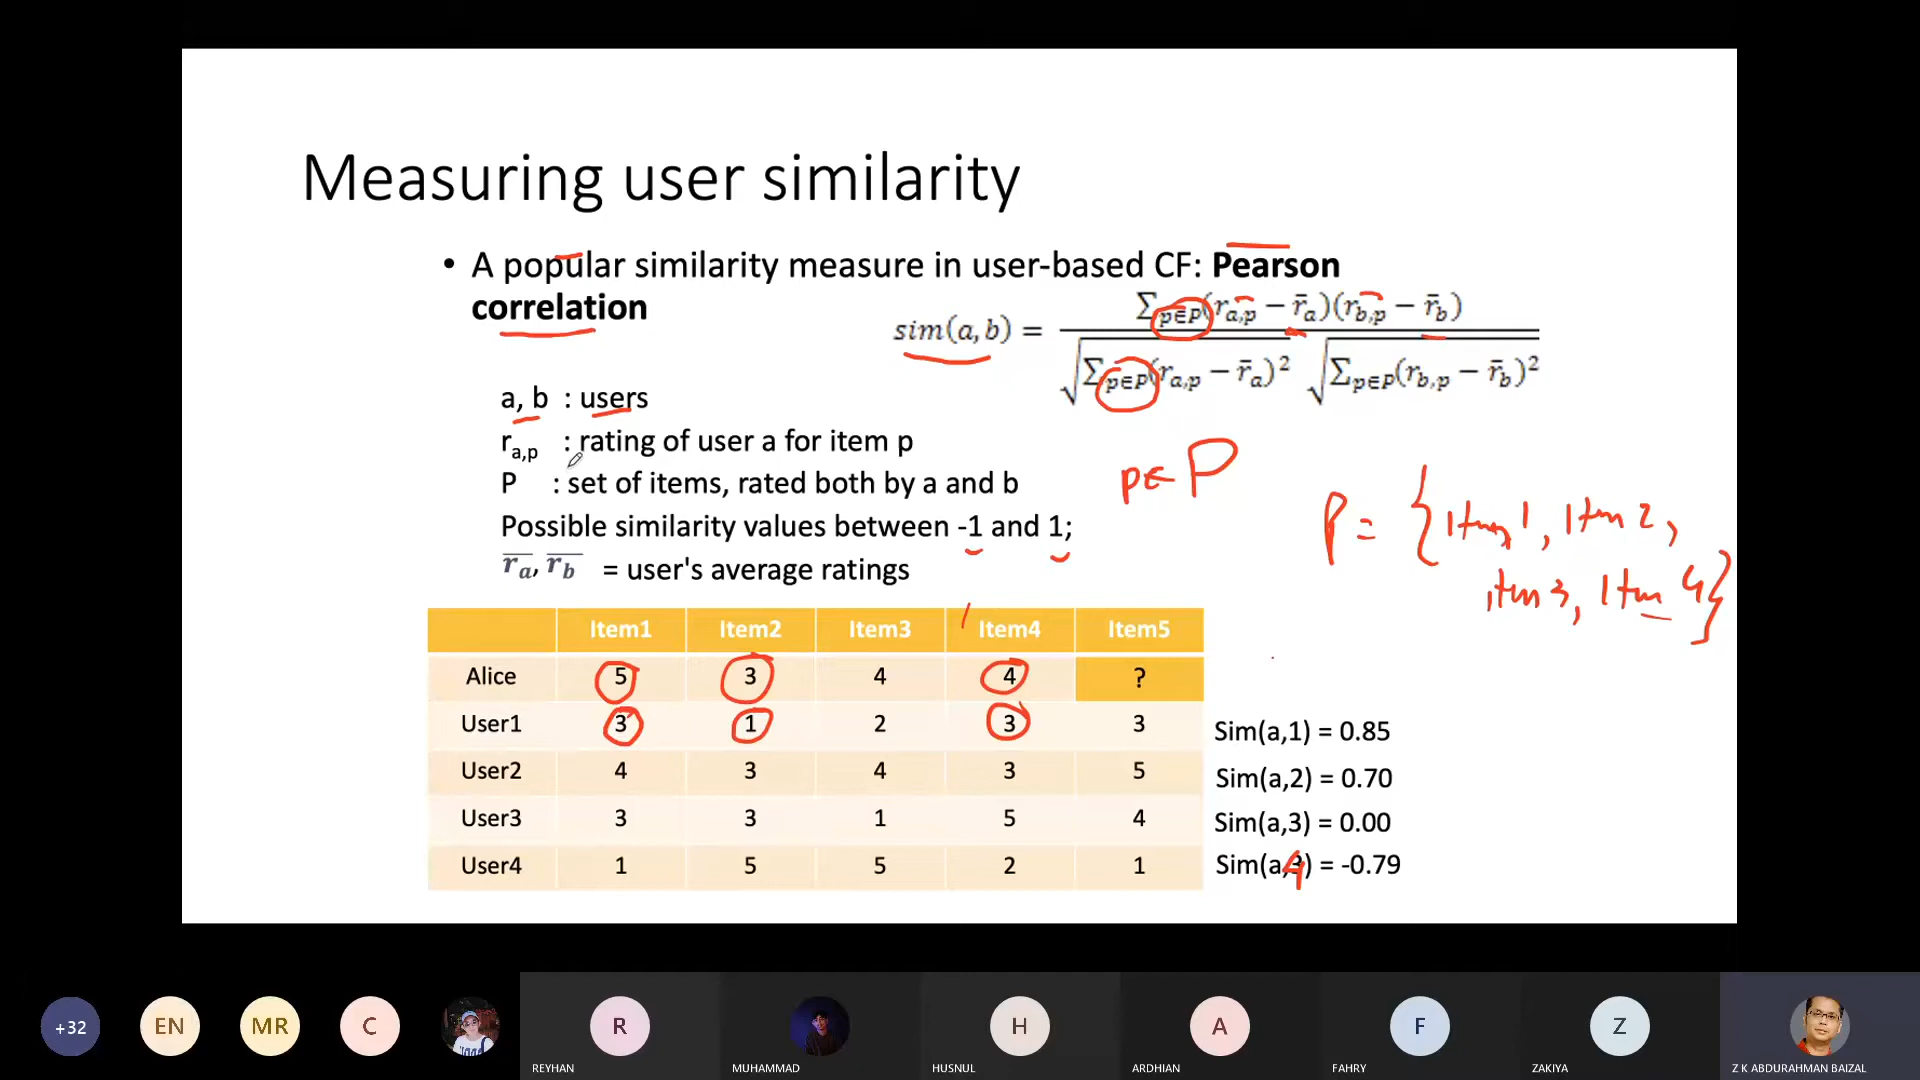 Measuring user similarity
• A popular similarity measure in user-based CF: Pearson
correlation
sim(a, b) = Σp∈P(ra,p − r̄a)(rb,p − r̄b) / √Σp∈P(ra,p − r̄a)² √Σp∈P(rb,p − r̄b)²
a, b : users
ra,p : rating of user a for item p
P : set of items, rated both by a and b
Possible similarity values between -1 and 1;
r̄a, r̄b = user's average ratings
p∈P
P = {Item 1, Item 2,
item 3, Item 4}
Item1 Item2 Item3 Item4 Item5
Alice 5 3 4 4 ?
User1 3 1 2 3 3
Sim(a,1) = 0.85
User2 4 3 4 3 5
Sim(a,2) = 0.70
User3 3 3 1 5 4
Sim(a,3) = 0.00
User4 1 5 5 2 1
Sim(a,4) = -0.79
+32 EN MR C R H A F Z
REYHAN MUHAMMAD HUSNUL ARDHIAN FAHRY ZAKIYA Z K ABDURAHMAN BAIZAL